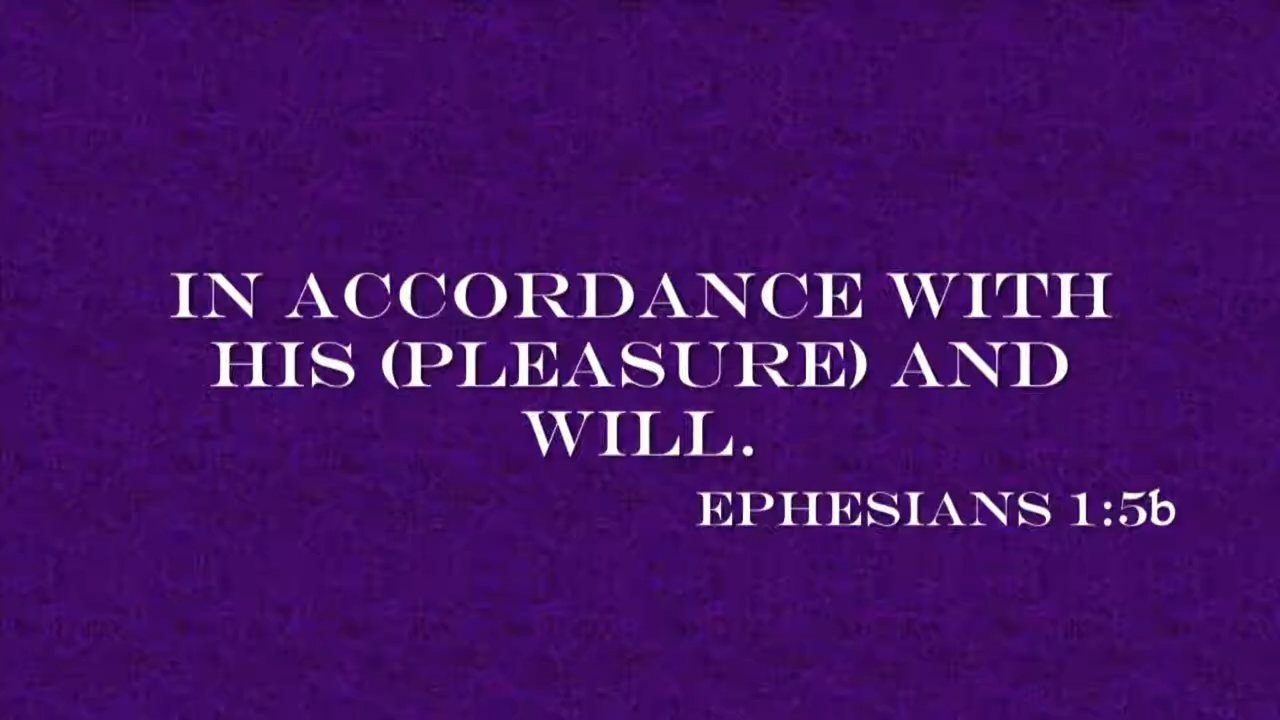 IN ACCORDANCE WITH
HIS (PLEASURE) AND
WILL.
EPHESIANS 1:5b